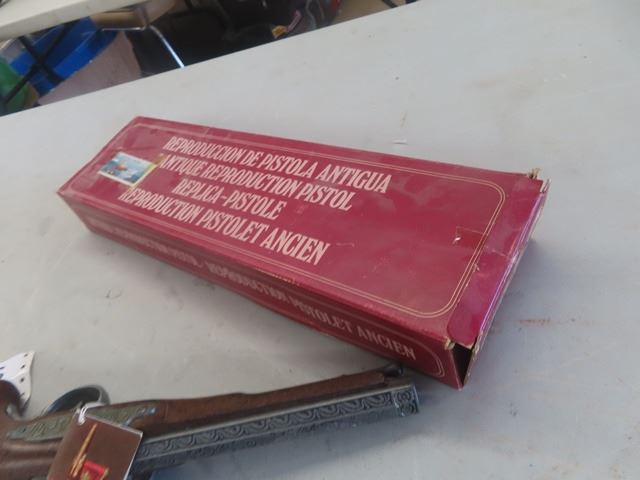 REPRODUCCION DE PISTOLA ANTIGUA
ANTIQUE REPRODUCTION PISTOL
REPLICA-PISTOLE
REPRODUCTION PISTOLET ANCIEN
REPRODUCTION PISTOLET ANCIEN